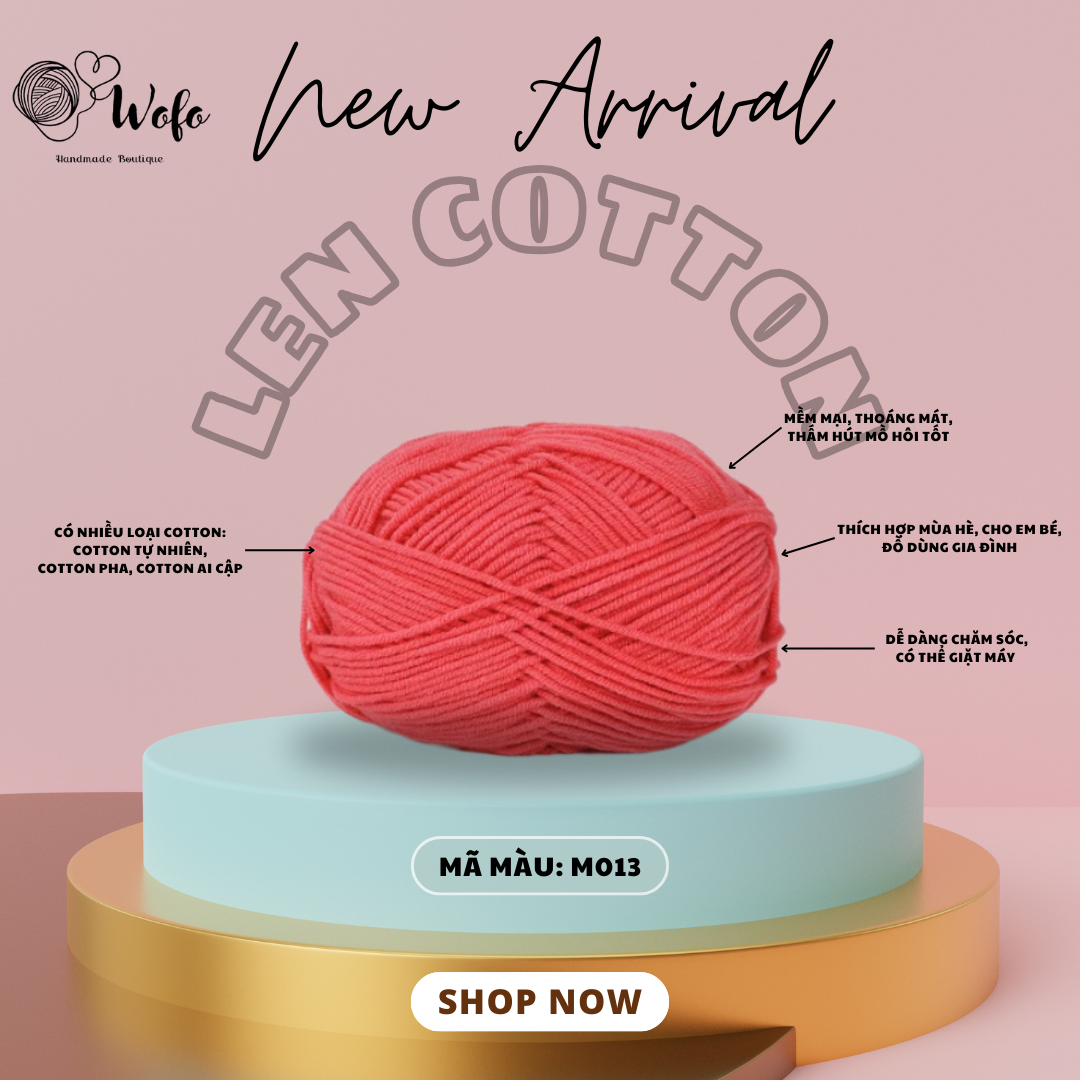 Wofo
Handmade Boutique
New Arrival
LEN COTTON
MỀM MẠI, THOÁNG MÁT,
THẤM HÚT MỒ HÔI TỐT
CÓ NHIỀU LOẠI COTTON:
COTTON TỰ NHIÊN,
COTTON PHA, COTTON AI CẬP
THÍCH HỢP MÙA HÈ, CHO EM BÉ,
ĐỒ DÙNG GIA ĐÌNH
DỄ DÀNG CHĂM SÓC,
CÓ THỂ GIẶT MÁY
MÃ MÀU: M013
SHOP NOW